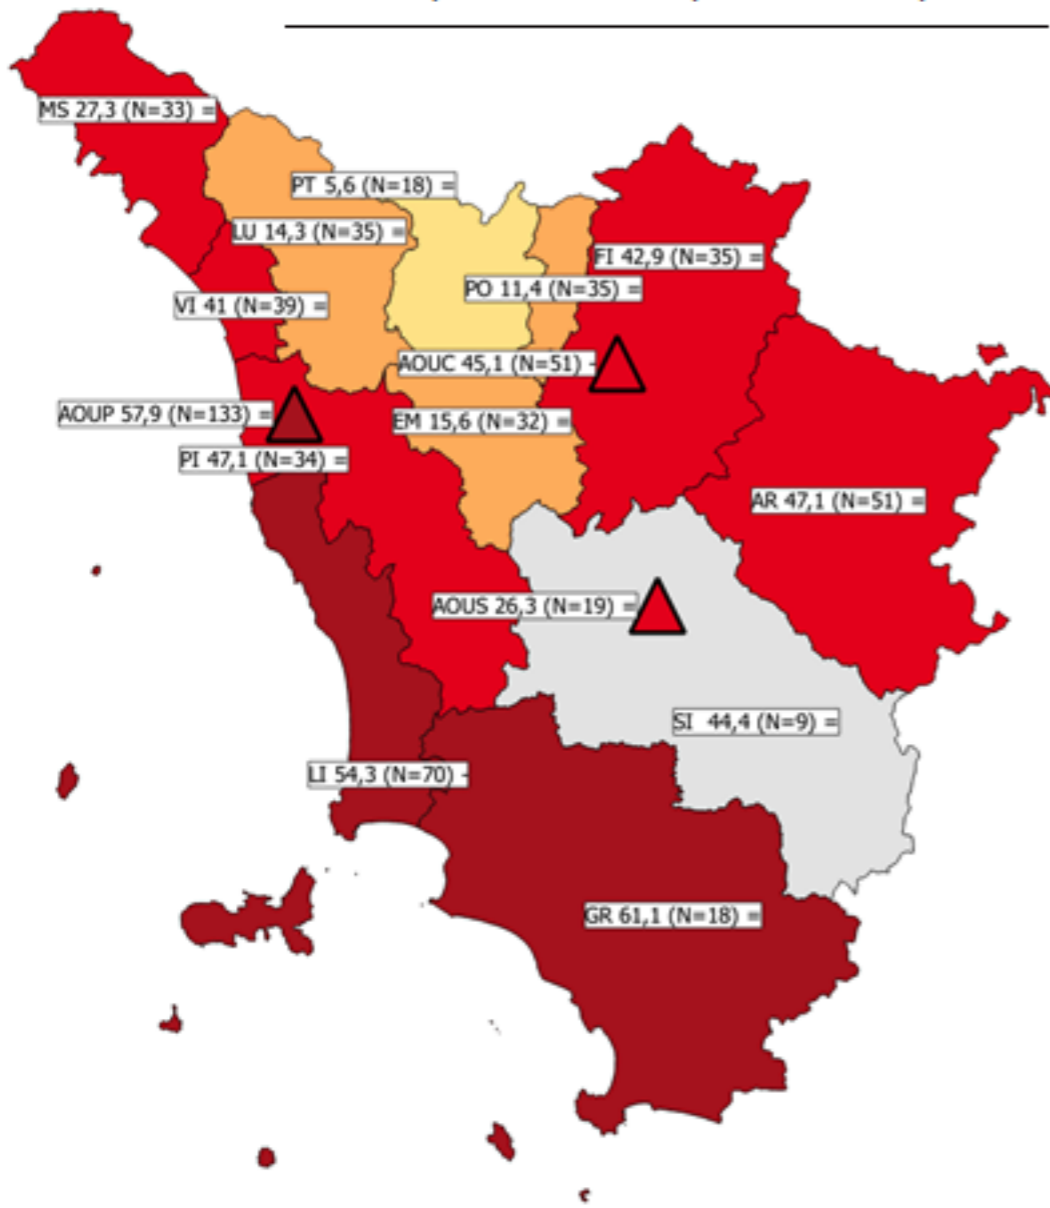 MS 27,3 (N=33) =
PT 5,6 (N=18) =
LU 14,3 (N=35) =
FI 42,9 (N=35) =
PO 11,4 (N=35) =
VI 41 (N=39) =
AOUC 45,1 (N=51) -
AOUP 57,9 (N=133) =
EM 15,6 (N=32) =
PI 47,1 (N=34) =
AR 47,1 (N=51) =
AOUS 26,3 (N=19) =
SI 44,4 (N=9) =
LI 54,3 (N=70) -
GR 61,1 (N=18) =